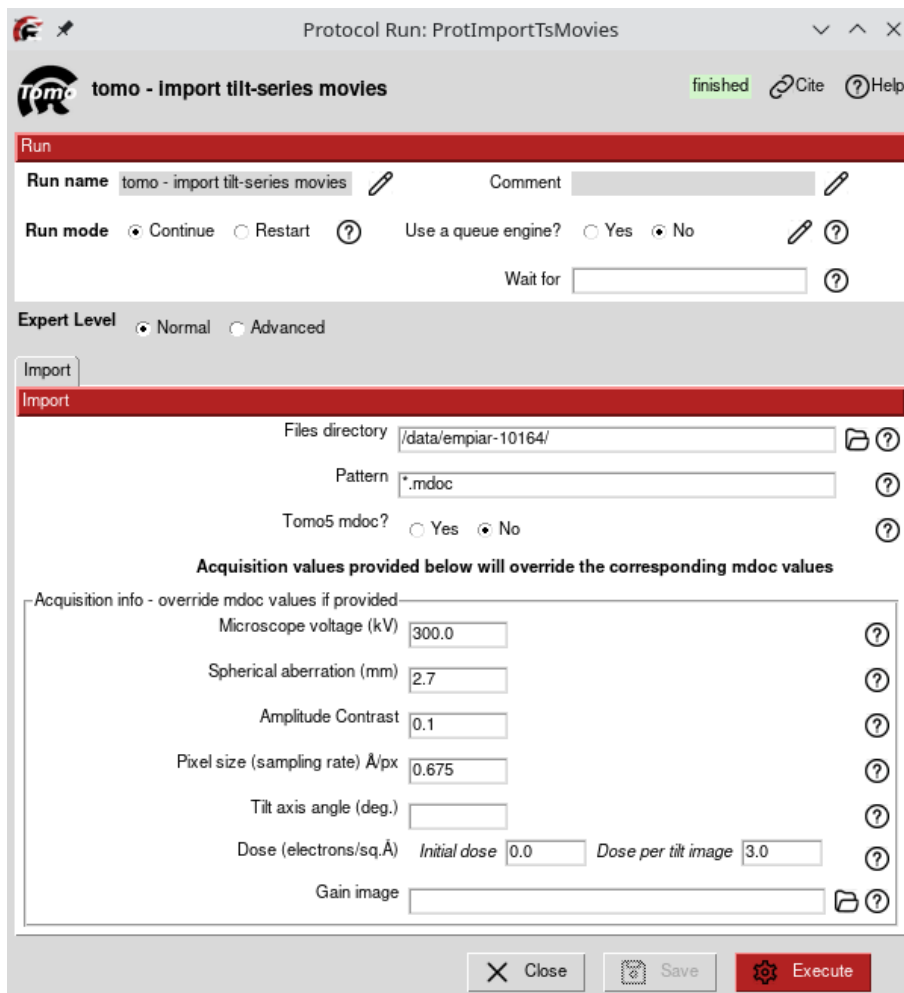 Protocol Run: ProtImportTsMovies
Tomo tomo - import tilt-series movies finished Cite ?Help
Run
Run name tomo - import tilt-series movies Comment
Run mode Continue Restart ? Use a queue engine? Yes No ?
Wait for ?
Expert Level Normal Advanced
Import
Import
Files directory /data/empiar-10164/ ?
Pattern *.mdoc ?
Tomo5 mdoc? Yes No ?
Acquisition values provided below will override the corresponding mdoc values
Acquisition info - override mdoc values if provided
Microscope voltage (kV) 300.0 ?
Spherical aberration (mm) 2.7 ?
Amplitude Contrast 0.1 ?
Pixel size (sampling rate) Å/px 0.675 ?
Tilt axis angle (deg.) ?
Dose (electrons/sq.Å) Initial dose 0.0 Dose per tilt image 3.0 ?
Gain image ?
Close Save Execute